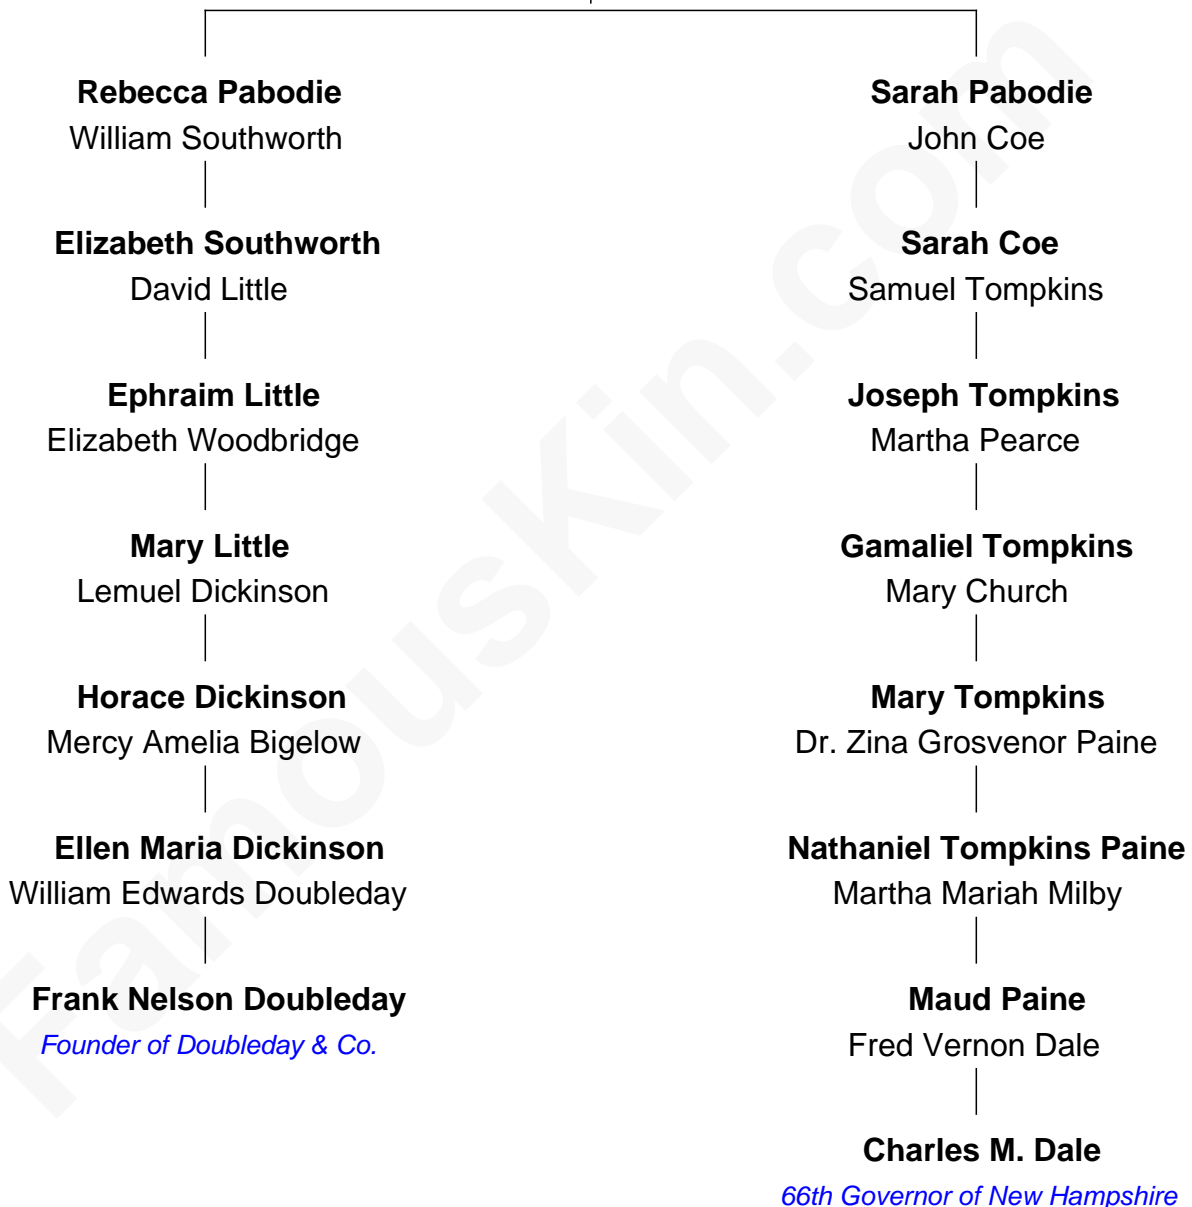 Rebecca Pabodie
William Southworth
Elizabeth Southworth
David Little
Ephraim Little
Elizabeth Woodbridge
Mary Little
Lemuel Dickinson
Horace Dickinson
Mercy Amelia Bigelow
Ellen Maria Dickinson
William Edwards Doubleday
Frank Nelson Doubleday
Founder of Doubleday & Co.
Sarah Pabodie
John Coe
Sarah Coe
Samuel Tompkins
Joseph Tompkins
Martha Pearce
Gamaliel Tompkins
Mary Church
Mary Tompkins
Dr. Zina Grosvenor Paine
Nathaniel Tompkins Paine
Martha Mariah Milby
Maud Paine
Fred Vernon Dale
Charles M. Dale
66th Governor of New Hampshire
FamousKin.com